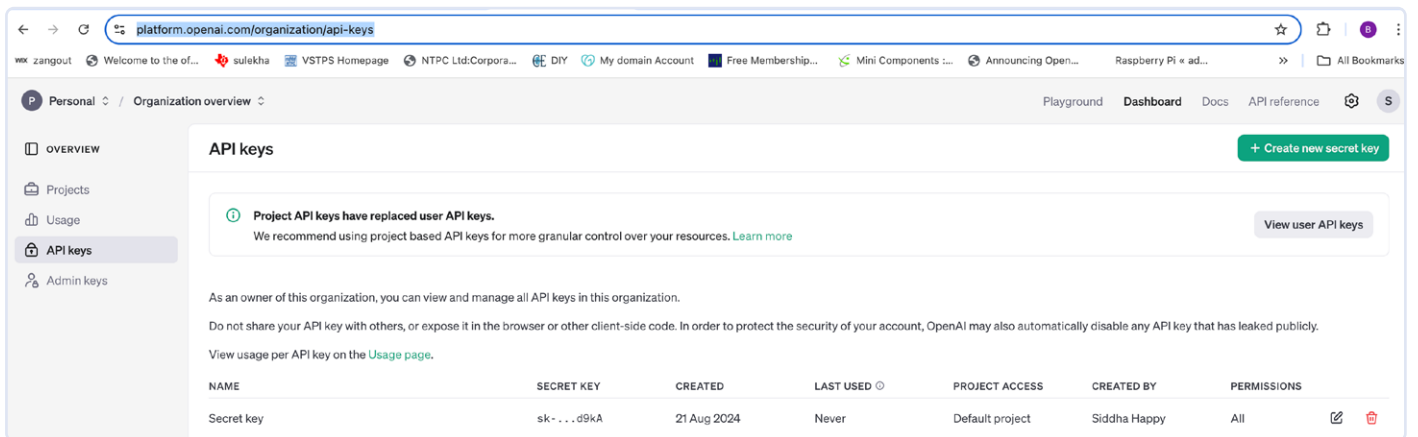 platform.openai.com/organization/api-keys
B
WIX zangout Welcome to the of... sulekha VSTPS Homepage NTPC Ltd:Corpora... DIY My domain Account Free Membership... Mini Components :... Announcing Open... Raspberry Pi « ad... » All Bookmarks
P Personal / Organization overview Playground Dashboard Docs API reference S
OVERVIEW
Projects
Usage
API keys
Admin keys
API keys + Create new secret key
Project API keys have replaced user API keys.
We recommend using project based API keys for more granular control over your resources. Learn more
View user API keys
As an owner of this organization, you can view and manage all API keys in this organization.
Do not share your API key with others, or expose it in the browser or other client-side code. In order to protect the security of your account, OpenAI may also automatically disable any API key that has leaked publicly.
View usage per API key on the Usage page.
NAME SECRET KEY CREATED LAST USED PROJECT ACCESS CREATED BY PERMISSIONS
Secret key sk-...d9kA 21 Aug 2024 Never Default project Siddha Happy All